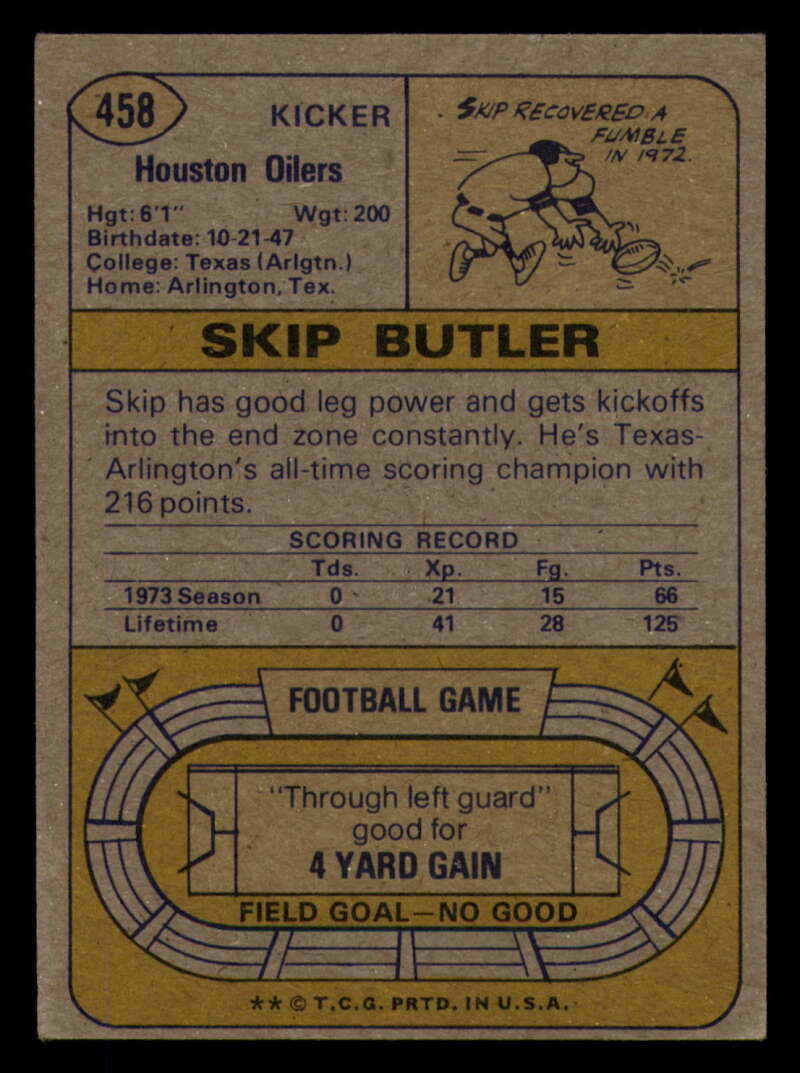 458
KICKER
Houston Oilers
Hgt: 6'1" Wgt: 200
Birthdate: 10-21-47
College: Texas (Arlgtn.)
Home: Arlington, Tex.
SKIP RECOVERED A
FUMBLE
IN 1972.
SKIP BUTLER
Skip has good leg power and gets kickoffs
into the end zone constantly. He's Texas-
Arlington's all-time scoring champion with
216 points.
SCORING RECORD
Tds. Xp. Fg. Pts.
1973 Season 0 21 15 66
Lifetime 0 41 28 125
FOOTBALL GAME
"Through left guard"
good for
4 YARD GAIN
FIELD GOAL—NO GOOD
** © T.C.G. PRTD. IN U.S.A.